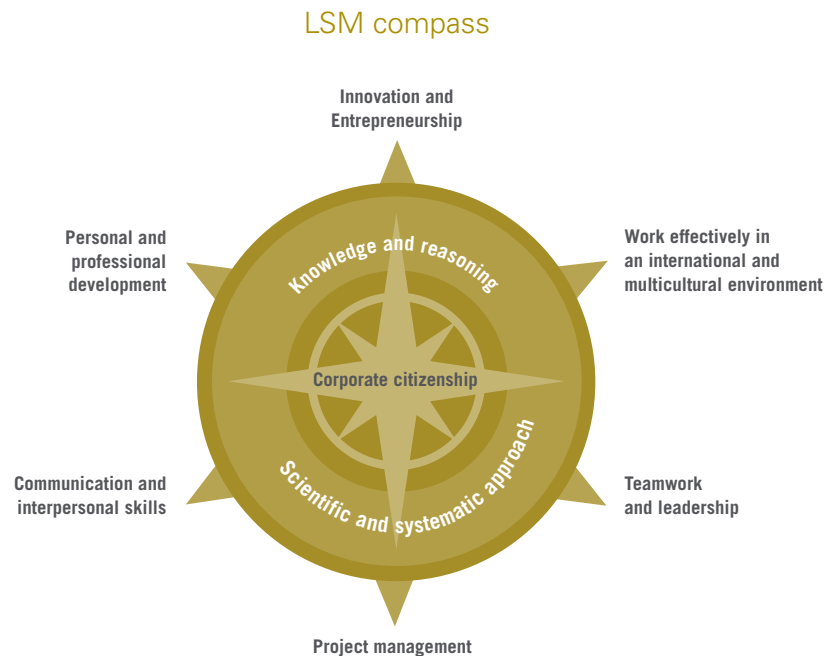 LSM compass
Innovation and
Entrepreneurship
Personal and
professional
development
Work effectively in
an international and
multicultural environment
Knowledge and reasoning
Corporate citizenship
Scientific and systematic approach
Communication and
interpersonal skills
Teamwork
and leadership
Project management